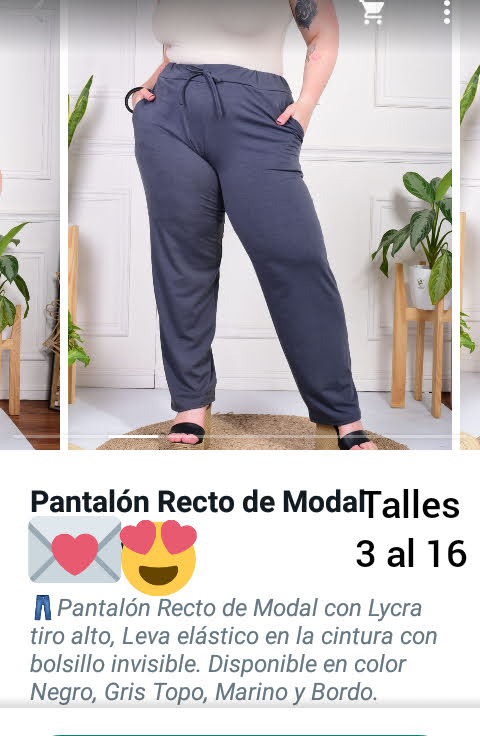 Pantalón Recto de Modal
Talles
3 al 16
👖Pantalón Recto de Modal con Lycra
tiro alto, Leva elástico en la cintura con
bolsillo invisible. Disponible en color
Negro, Gris Topo, Marino y Bordo.